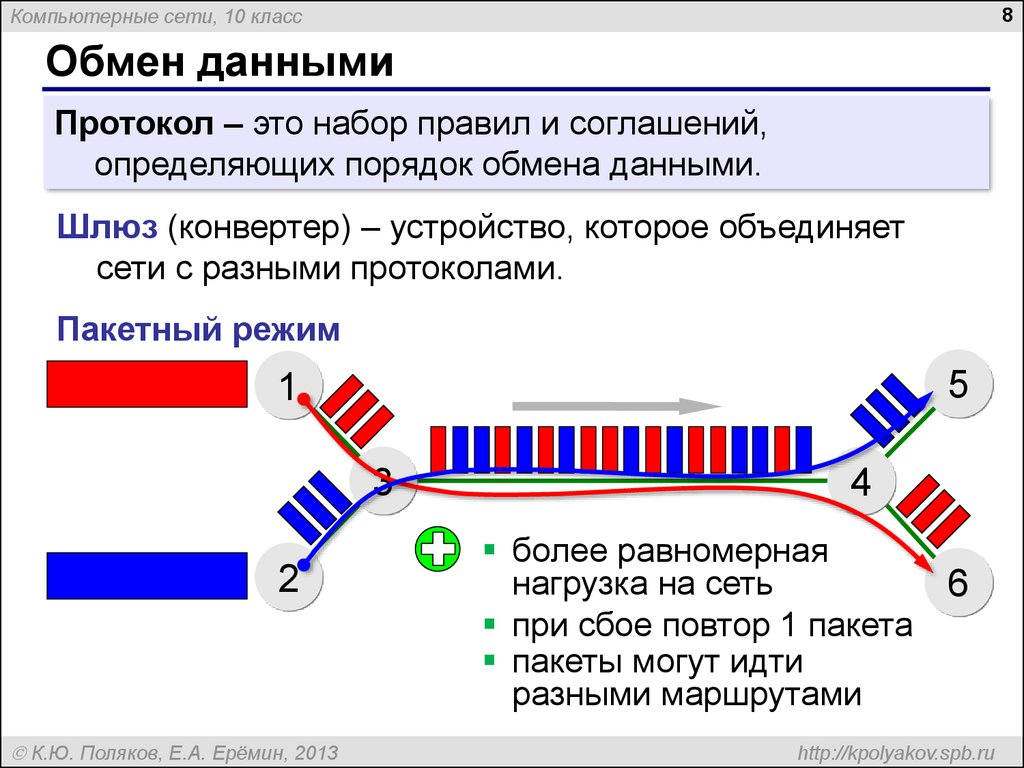 Компьютерные сети, 10 класс
8
Обмен данными
Протокол – это набор правил и соглашений,
определяющих порядок обмена данными.
Шлюз (конвертер) – устройство, которое объединяет
сети с разными протоколами.
Пакетный режим
1
5
3
4
2
6
▪ более равномерная
нагрузка на сеть
▪ при сбое повтор 1 пакета
▪ пакеты могут идти
разными маршрутами
© К.Ю. Поляков, Е.А. Ерёмин, 2013
http://kpolyakov.spb.ru